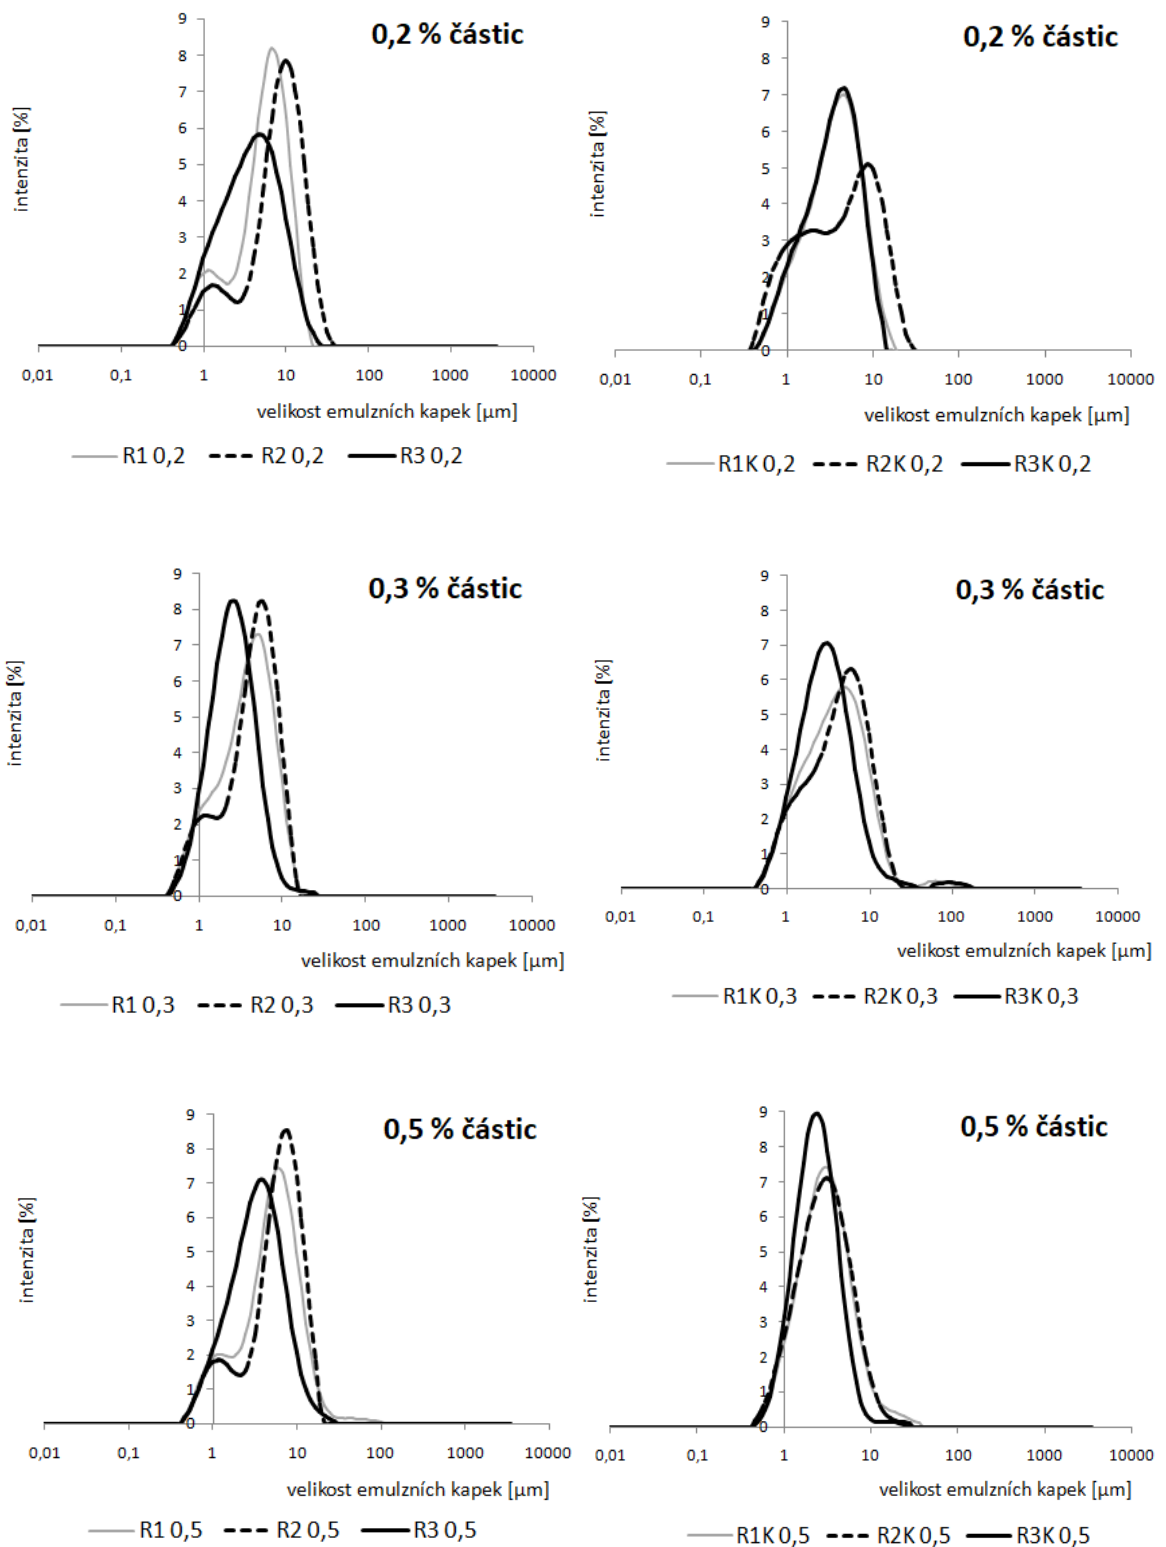 0,2 % částic
intenzita [%]
9
8
7
6
5
4
3
2
1
0
0,01 0,1 1 10 100 1000 10000
velikost emulzních kapek [µm]
R1 0,2 R2 0,2 R3 0,2
0,2 % částic
intenzita [%]
9
8
7
6
5
4
3
2
1
0
0,01 0,1 1 10 100 1000 10000
velikost emulzních kapek [µm]
R1K 0,2 R2K 0,2 R3K 0,2
0,3 % částic
intenzita [%]
9
8
7
6
5
4
3
2
1
0
0,01 0,1 1 10 100 1000 10000
velikost emulzních kapek [µm]
R1 0,3 R2 0,3 R3 0,3
0,3 % částic
intenzita [%]
9
8
7
6
5
4
3
2
1
0
0,01 0,1 1 10 100 1000 10000
velikost emulzních kapek [µm]
R1K 0,3 R2K 0,3 R3K 0,3
0,5 % částic
intenzita [%]
9
8
7
6
5
4
3
2
1
0
0,01 0,1 1 10 100 1000 10000
velikost emulzních kapek [µm]
R1 0,5 R2 0,5 R3 0,5
0,5 % částic
intenzita [%]
9
8
7
6
5
4
3
2
1
0
0,01 0,1 1 10 100 1000 10000
velikost emulzních kapek [µm]
R1K 0,5 R2K 0,5 R3K 0,5